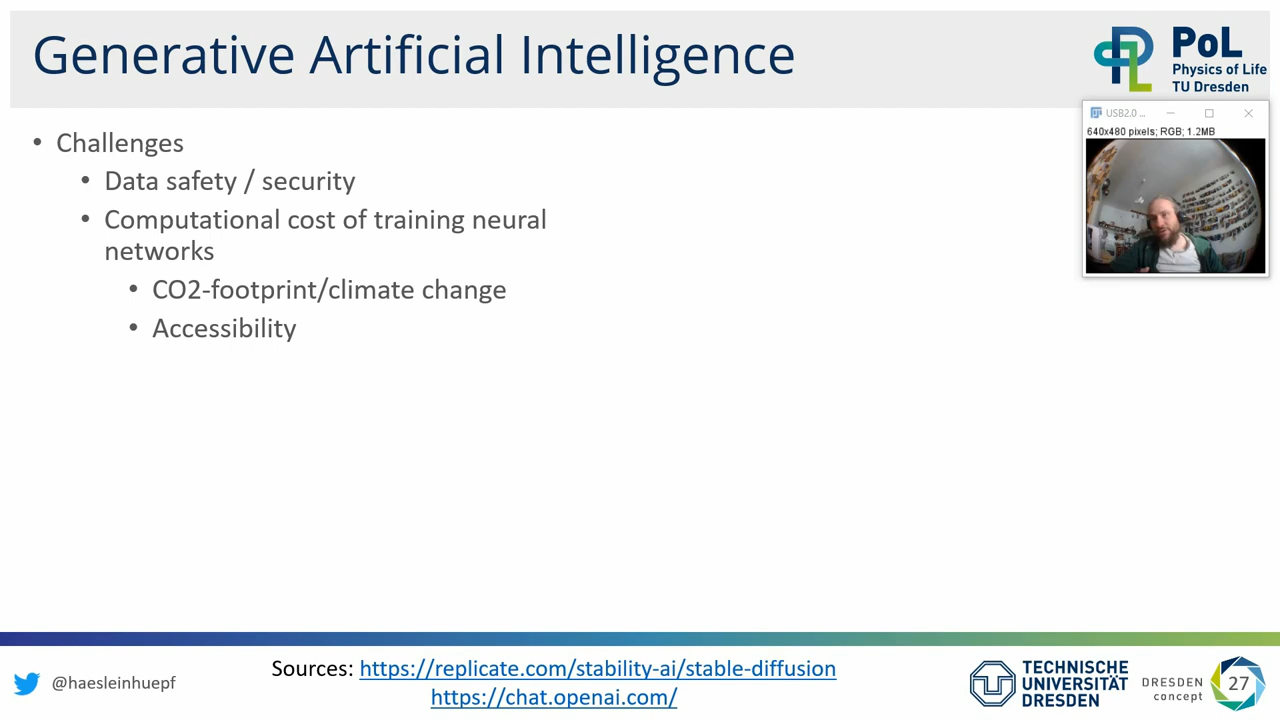 Generative Artificial Intelligence
PoL
Physics of Life
TU Dresden
USB2.0 ...
640x480 pixels; RGB; 1.2MB
• Challenges
• Data safety / security
• Computational cost of training neural
networks
• CO2-footprint/climate change
• Accessibility
@haesleinhuepf
Sources: https://replicate.com/stability-ai/stable-diffusion
https://chat.openai.com/
TECHNISCHE
UNIVERSITÄT
DRESDEN
DRESDEN
concept
27